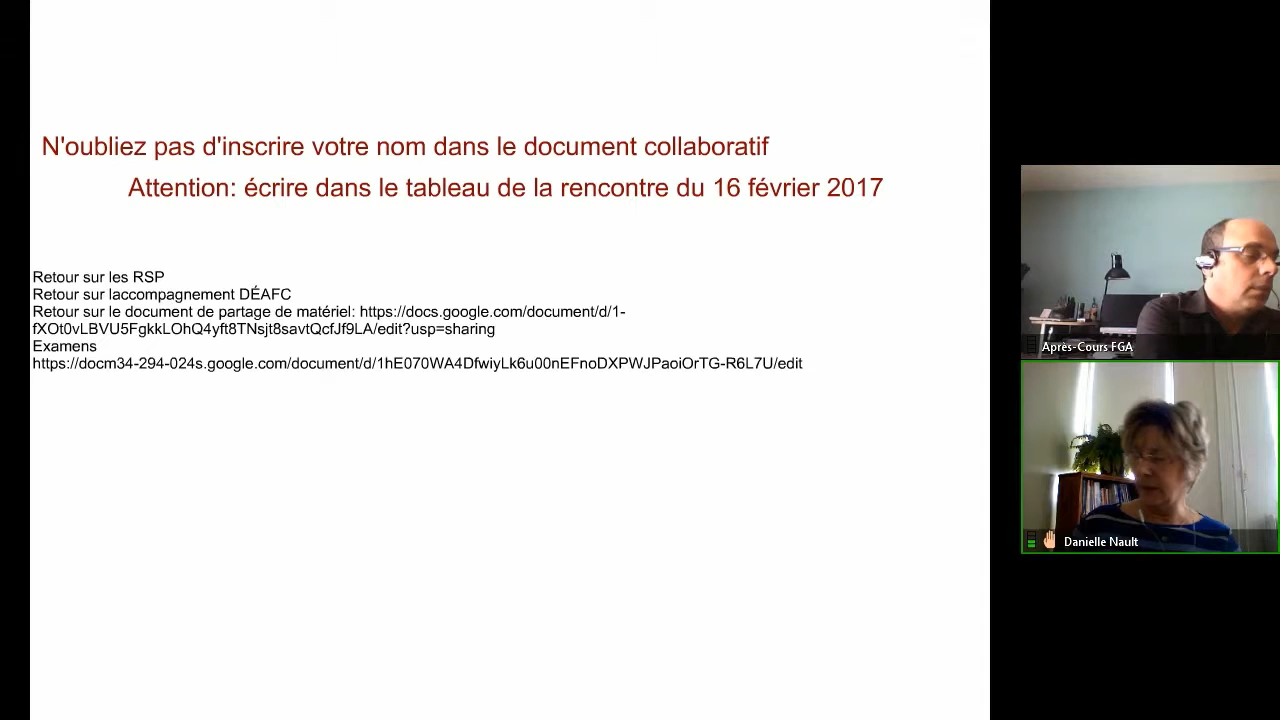 N'oubliez pas d'inscrire votre nom dans le document collaboratif
Attention: écrire dans le tableau de la rencontre du 16 février 2017
Retour sur les RSP
Retour sur laccompagnement DÉAFC
Retour sur le document de partage de matériel: https://docs.google.com/document/d/1-
fXOt0vLBVU5FgkkLOhQ4yft8TNsjt8savtQcfJf9LA/edit?usp=sharing
Examens
https://docm34-294-024s.google.com/document/d/1hE070WA4DfwiyLk6u00nEFnoDXPWJPaoiOrTG-R6L7U/edit
Après-Cours FGA
Danielle Nault